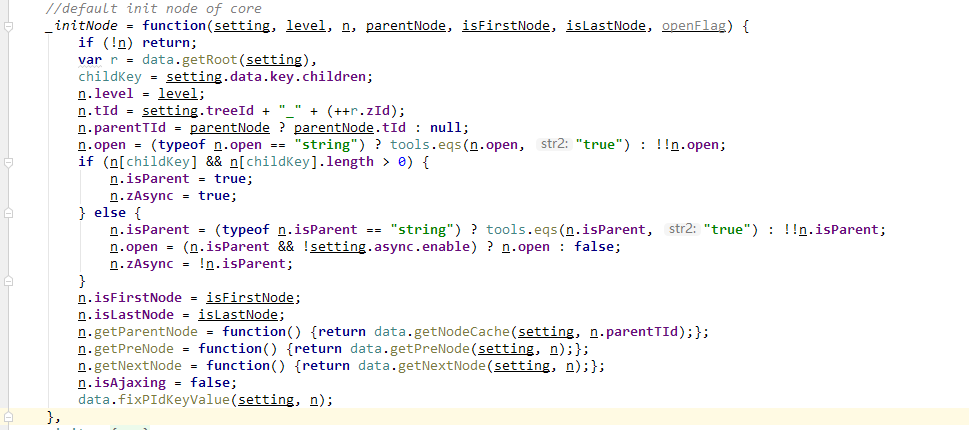 //default init node of core
_initNode = function(setting, level, n, parentNode, isFirstNode, isLastNode, openFlag) {
if (!n) return;
var r = data.getRoot(setting),
childKey = setting.data.key.children;
n.level = level;
n.tId = setting.treeId + "_" + (++r.zId);
n.parentTId = parentNode ? parentNode.tId : null;
n.open = (typeof n.open == "string") ? tools.eqs(n.open, str2: "true") : !!n.open;
if (n[childKey] && n[childKey].length > 0) {
n.isParent = true;
n.zAsync = true;
} else {
n.isParent = (typeof n.isParent == "string") ? tools.eqs(n.isParent, str2: "true") : !!n.isParent;
n.open = (n.isParent && !setting.async.enable) ? n.open : false;
n.zAsync = !n.isParent;
}
n.isFirstNode = isFirstNode;
n.isLastNode = isLastNode;
n.getParentNode = function() {return data.getNodeCache(setting, n.parentTId);};
n.getPreNode = function() {return data.getPreNode(setting, n);};
n.getNextNode = function() {return data.getNextNode(setting, n);};
n.isAjaxing = false;
data.fixPIdKeyValue(setting, n);
},